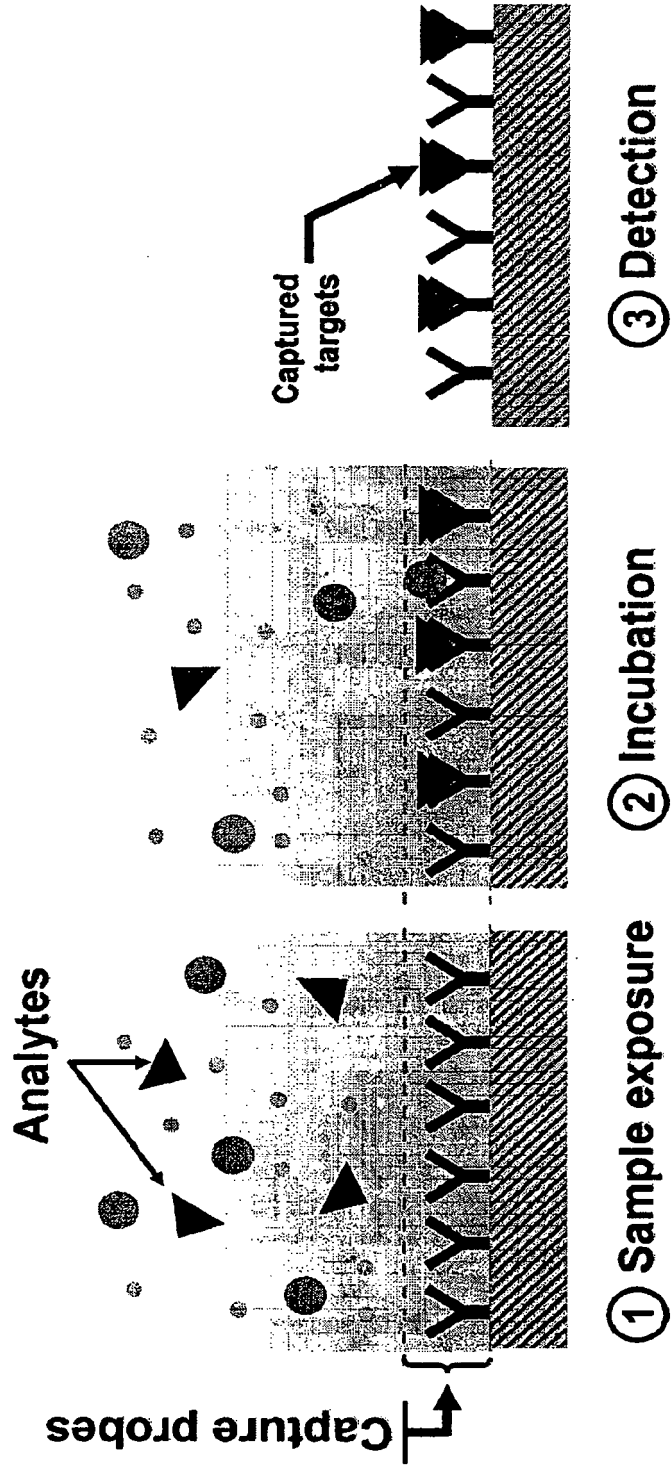 Analytes
Capture probes
Captured
targets
① Sample exposure
② Incubation
③ Detection